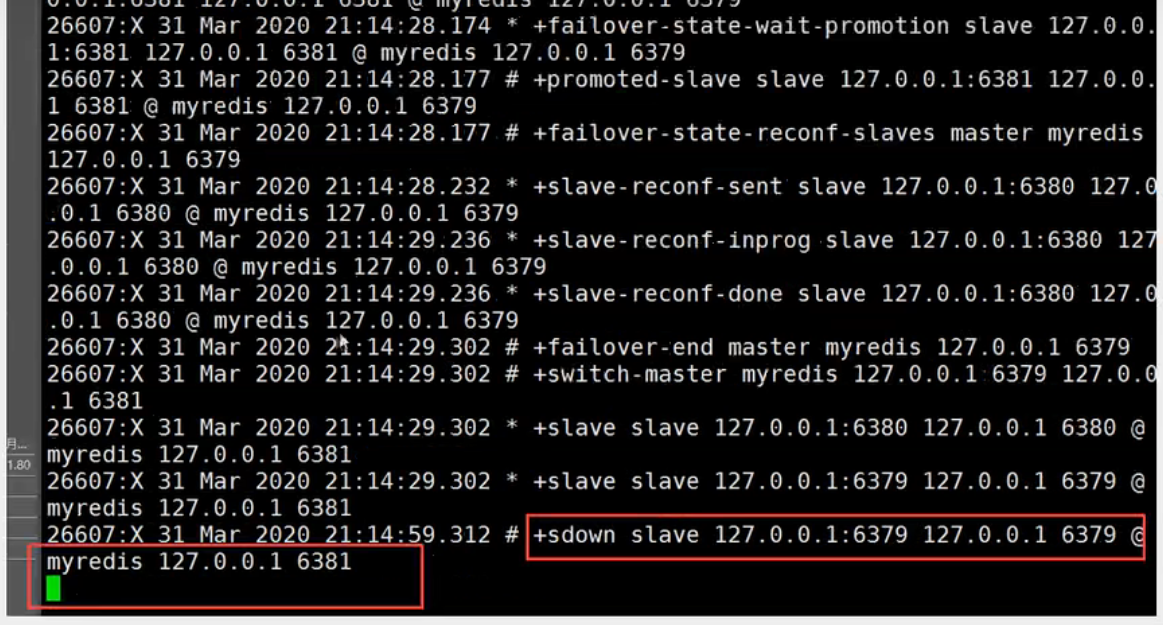 0.0.1:6381 127.0.0.1 6381 @ myredis 127.0.0.1 6379
26607:X 31 Mar 2020 21:14:28.174 * +failover-state-wait-promotion slave 127.0.0.
1:6381 127.0.0.1 6381 @ myredis 127.0.0.1 6379
26607:X 31 Mar 2020 21:14:28.177 # +promoted-slave slave 127.0.0.1:6381 127.0.0.
1 6381 @ myredis 127.0.0.1 6379
26607:X 31 Mar 2020 21:14:28.177 # +failover-state-reconf-slaves master myredis
127.0.0.1 6379
26607:X 31 Mar 2020 21:14:28.232 * +slave-reconf-sent slave 127.0.0.1:6380 127.0
.0.1 6380 @ myredis 127.0.0.1 6379
26607:X 31 Mar 2020 21:14:29.236 * +slave-reconf-inprog slave 127.0.0.1:6380 127
.0.0.1 6380 @ myredis 127.0.0.1 6379
26607:X 31 Mar 2020 21:14:29.236 * +slave-reconf-done slave 127.0.0.1:6380 127.0
.0.1 6380 @ myredis 127.0.0.1 6379
26607:X 31 Mar 2020 21:14:29.302 # +failover-end master myredis 127.0.0.1 6379
26607:X 31 Mar 2020 21:14:29.302 # +switch-master myredis 127.0.0.1 6379 127.0.0
.1 6381
26607:X 31 Mar 2020 21:14:29.302 * +slave slave 127.0.0.1:6380 127.0.0.1 6380 @
月...
myredis 127.0.0.1 6381
1.80
26607:X 31 Mar 2020 21:14:29.302 * +slave slave 127.0.0.1:6379 127.0.0.1 6379 @
myredis 127.0.0.1 6381
26607:X 31 Mar 2020 21:14:59.312 # +sdown slave 127.0.0.1:6379 127.0.0.1 6379 @
myredis 127.0.0.1 6381